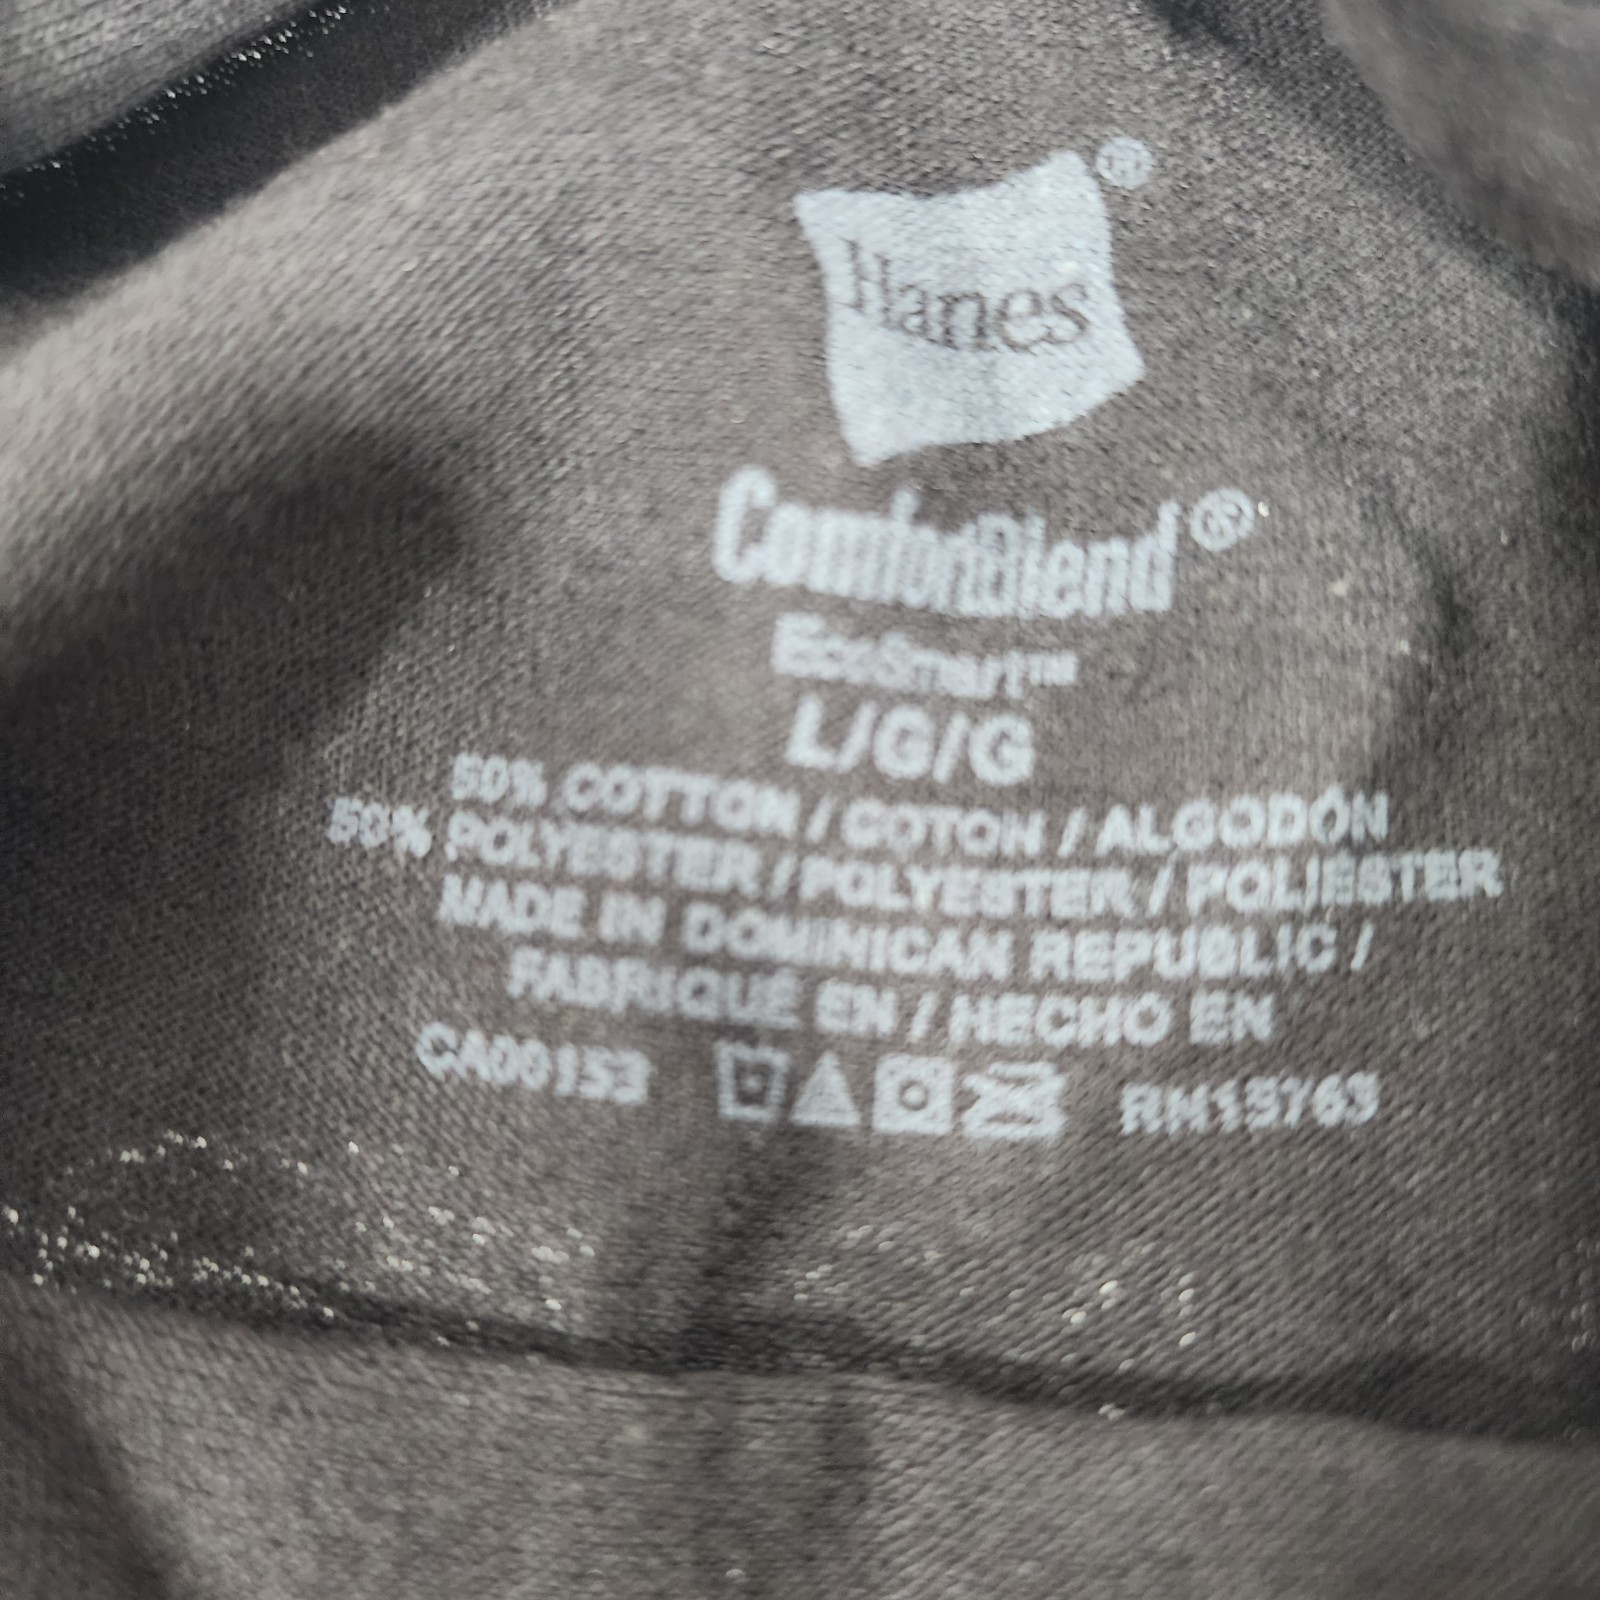 Hanes®
ComfortBlend®
EcoSmart™
L/G/G
50% COTTON / COTON / ALGODÓN
50% POLYESTER / POLYESTER / POLIÉSTER
MADE IN DOMINICAN REPUBLIC /
FABRIQUÉ EN / HECHO EN
CA00153 RN15763